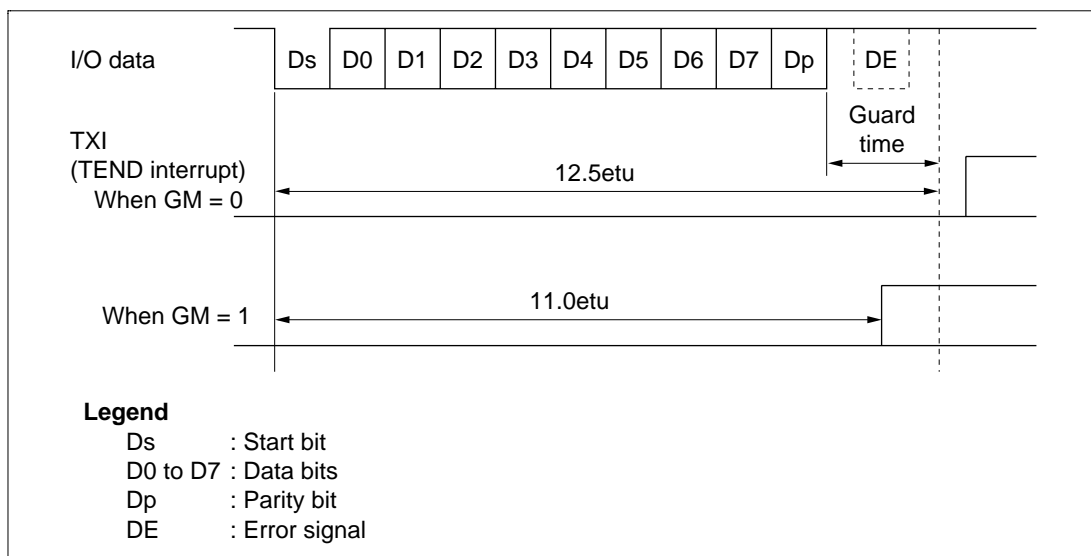 I/O data
Ds D0 D1 D2 D3 D4 D5 D6 D7 Dp DE
Guard
time
TXI
(TEND interrupt)
When GM = 0
12.5etu
When GM = 1
11.0etu
Legend
Ds : Start bit
D0 to D7 : Data bits
Dp : Parity bit
DE : Error signal